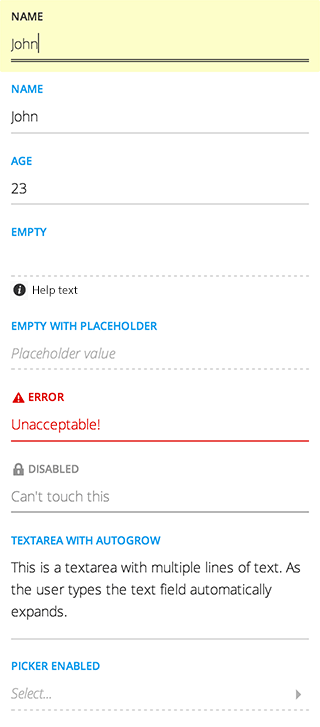 NAME
John
NAME
John
AGE
23
EMPTY
Help text
EMPTY WITH PLACEHOLDER
Placeholder value
ERROR
Unacceptable!
DISABLED
Can't touch this
TEXTAREA WITH AUTOGROW
This is a textarea with multiple lines of text. As
the user types the text field automatically
expands.
PICKER ENABLED
Select...